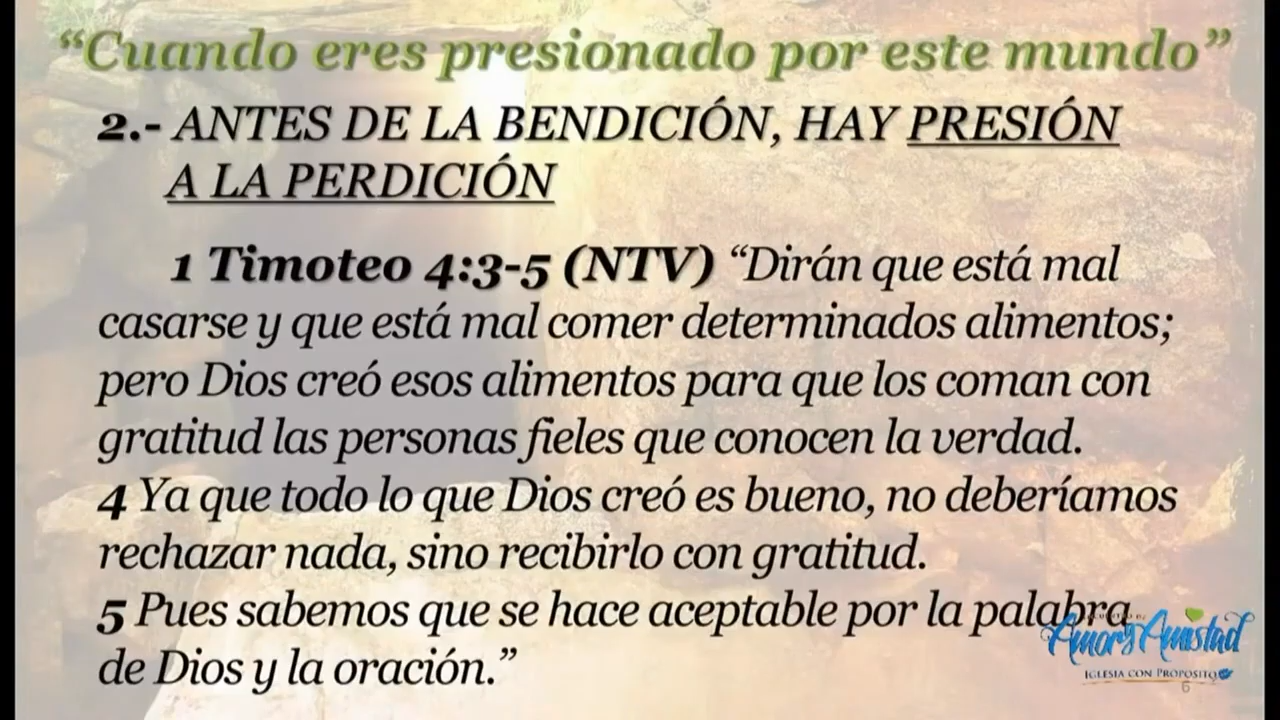 “Cuando eres presionado por este mundo”
2.- ANTES DE LA BENDICIÓN, HAY PRESIÓN
A LA PERDICIÓN
1 Timoteo 4:3-5 (NTV) “Dirán que está mal
casarse y que está mal comer determinados alimentos;
pero Dios creó esos alimentos para que los coman con
gratitud las personas fieles que conocen la verdad.
4 Ya que todo lo que Dios creó es bueno, no deberíamos
rechazar nada, sino recibirlo con gratitud.
5 Pues sabemos que se hace aceptable por la palabra
de Dios y la oración.”
Amor y Amistad
IGLESIA CON PROPOSITO
6